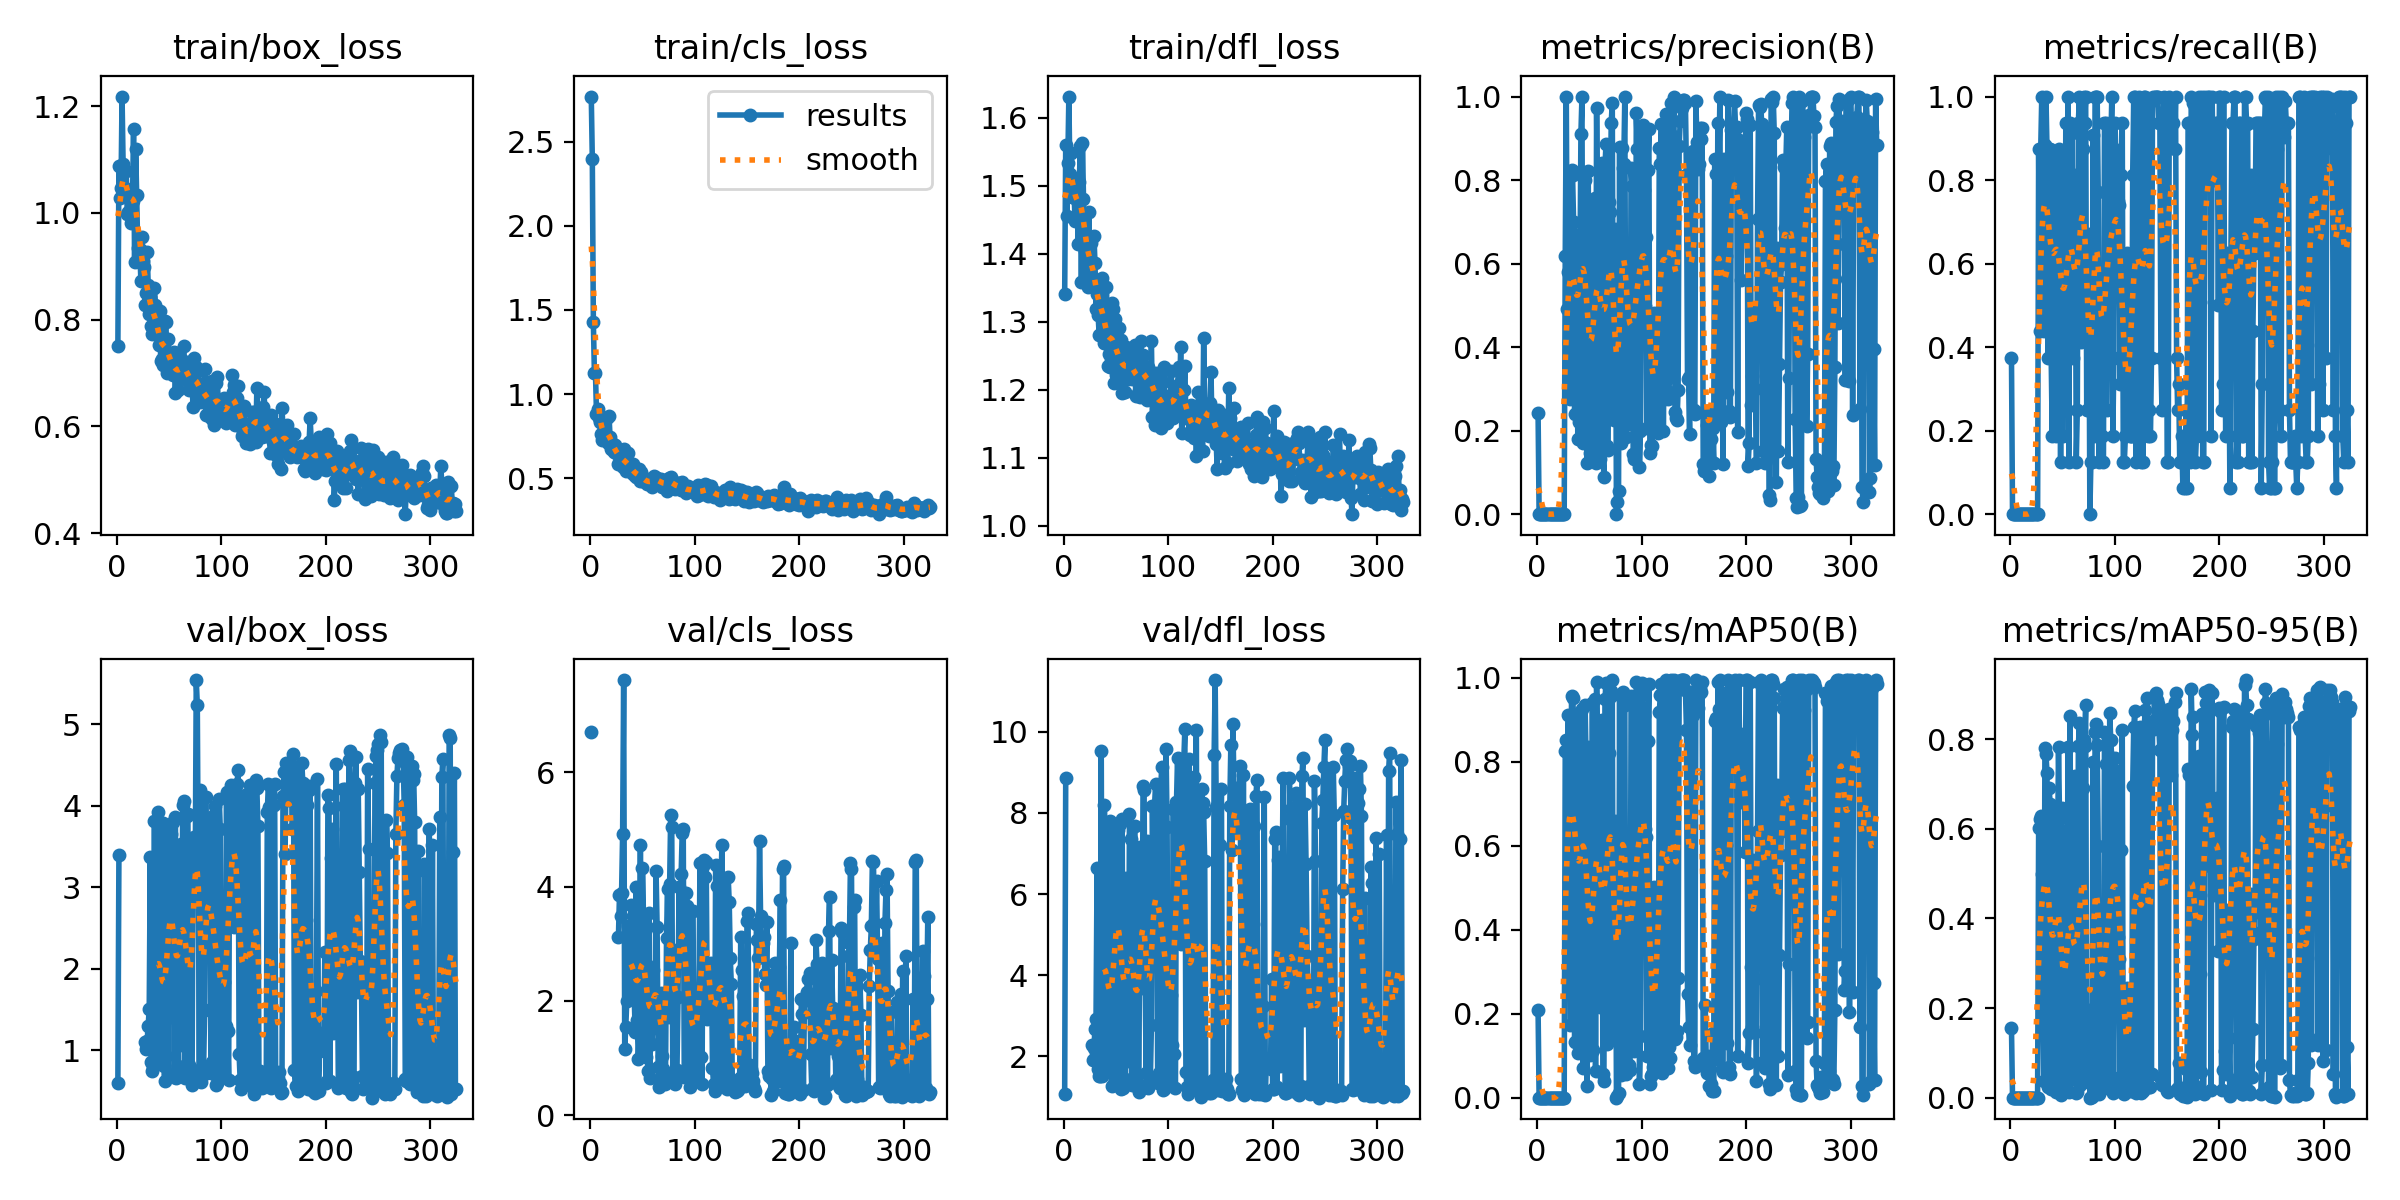 train/box_loss
1.2
1.0
0.8
0.6
0.4
0 100 200 300
train/cls_loss
results
smooth
2.5
2.0
1.5
1.0
0.5
0 100 200 300
train/dfl_loss
1.6
1.5
1.4
1.3
1.2
1.1
1.0
0 100 200 300
metrics/precision(B)
1.0
0.8
0.6
0.4
0.2
0.0
0 100 200 300
metrics/recall(B)
1.0
0.8
0.6
0.4
0.2
0.0
0 100 200 300
val/box_loss
5
4
3
2
1
0 100 200 300
val/cls_loss
6
4
2
0
0 100 200 300
val/dfl_loss
10
8
6
4
2
0 100 200 300
metrics/mAP50(B)
1.0
0.8
0.6
0.4
0.2
0.0
0 100 200 300
metrics/mAP50-95(B)
0.8
0.6
0.4
0.2
0.0
0 100 200 300